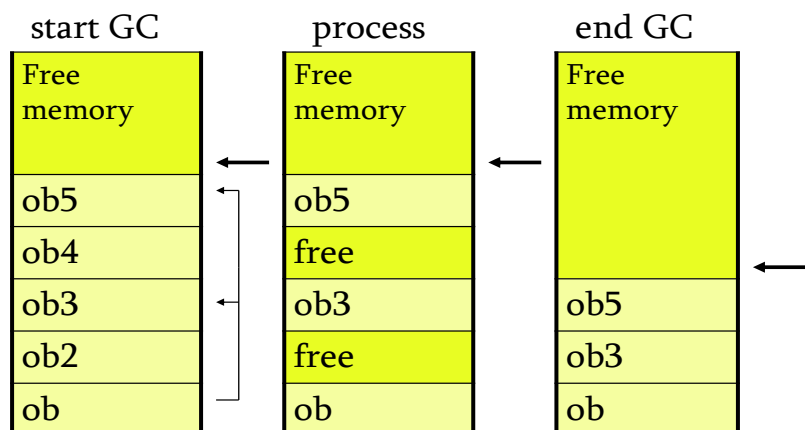 start GC
Free
memory
ob5
ob4
ob3
ob2
ob
process
Free
memory
ob5
free
ob3
free
ob
end GC
Free
memory
ob5
ob3
ob